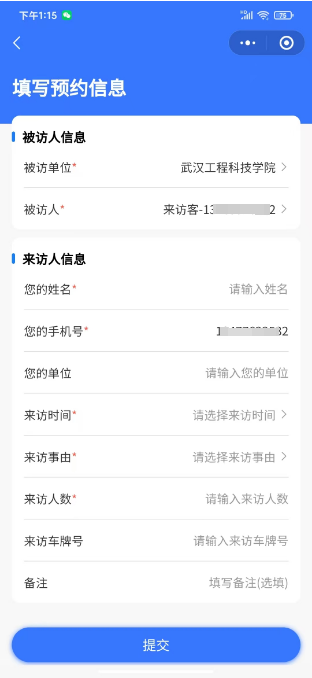 下午1:15
填写预约信息
被访人信息
被访单位* 武汉工程科技学院
被访人* 来访客-13 2
来访人信息
您的姓名* 请输入姓名
您的手机号*
您的单位 请输入您的单位
来访时间* 请选择来访时间
来访事由* 请选择来访事由
来访人数* 请输入来访人数
来访车牌号 请输入来访车牌号
备注 填写备注(选填)
提交